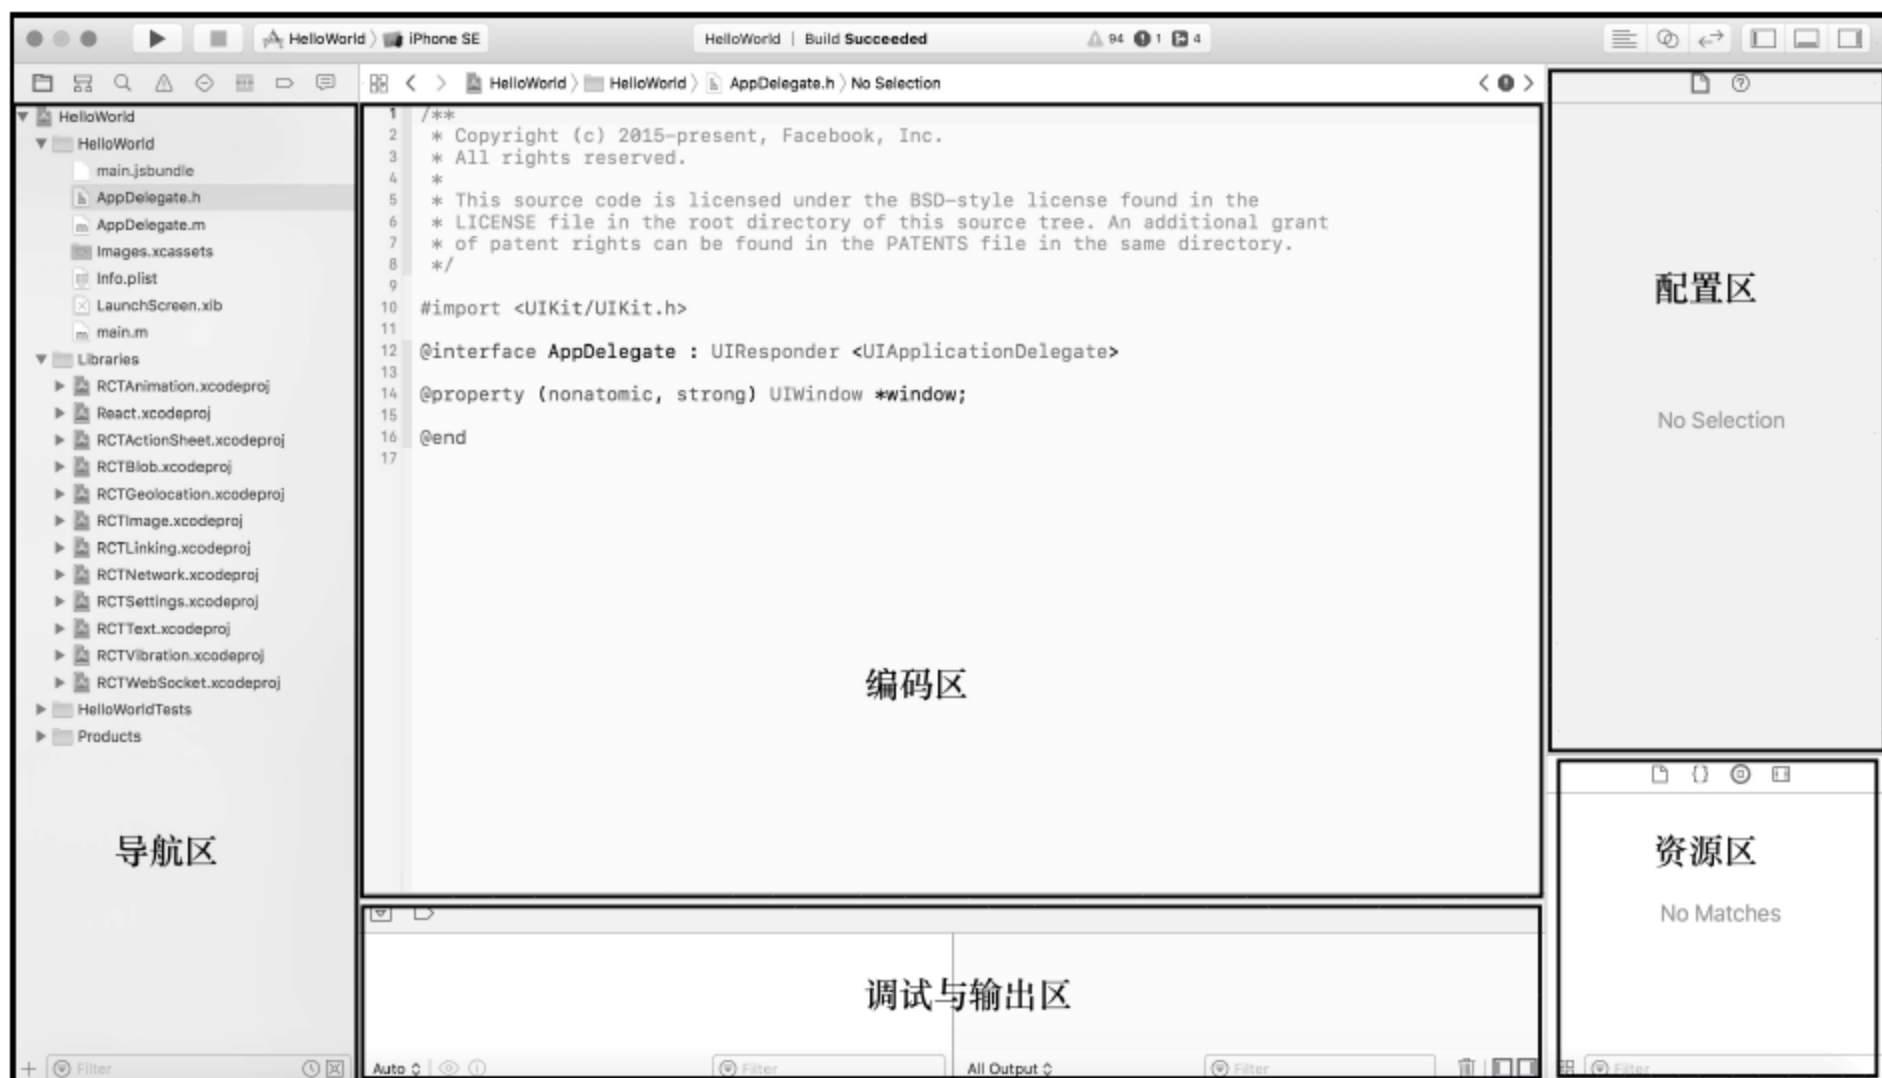 HelloWorld 〉 iPhone SE
HelloWorld | Build Succeeded
94 1 4
HelloWorld 〉 HelloWorld 〉 AppDelegate.h 〉 No Selection
HelloWorld
HelloWorld
main.jsbundle
AppDelegate.h
AppDelegate.m
Images.xcassets
Info.plist
LaunchScreen.xib
main.m
Libraries
RCTAnimation.xcodeproj
React.xcodeproj
RCTActionSheet.xcodeproj
RCTBlob.xcodeproj
RCTGeolocation.xcodeproj
RCTImage.xcodeproj
RCTLinking.xcodeproj
RCTNetwork.xcodeproj
RCTSettings.xcodeproj
RCTText.xcodeproj
RCTVibration.xcodeproj
RCTWebSocket.xcodeproj
HelloWorldTests
Products
导航区
Filter
1 /**
2 * Copyright (c) 2015-present, Facebook, Inc.
3 * All rights reserved.
4 *
5 * This source code is licensed under the BSD-style license found in the
6 * LICENSE file in the root directory of this source tree. An additional grant
7 * of patent rights can be found in the PATENTS file in the same directory.
8 */
9
10 #import <UIKit/UIKit.h>
11
12 @interface AppDelegate : UIResponder <UIApplicationDelegate>
13
14 @property (nonatomic, strong) UIWindow *window;
15
16 @end
17
编码区
调试与输出区
Auto
Filter
All Output
Filter
配置区
No Selection
{}
资源区
No Matches
Filter